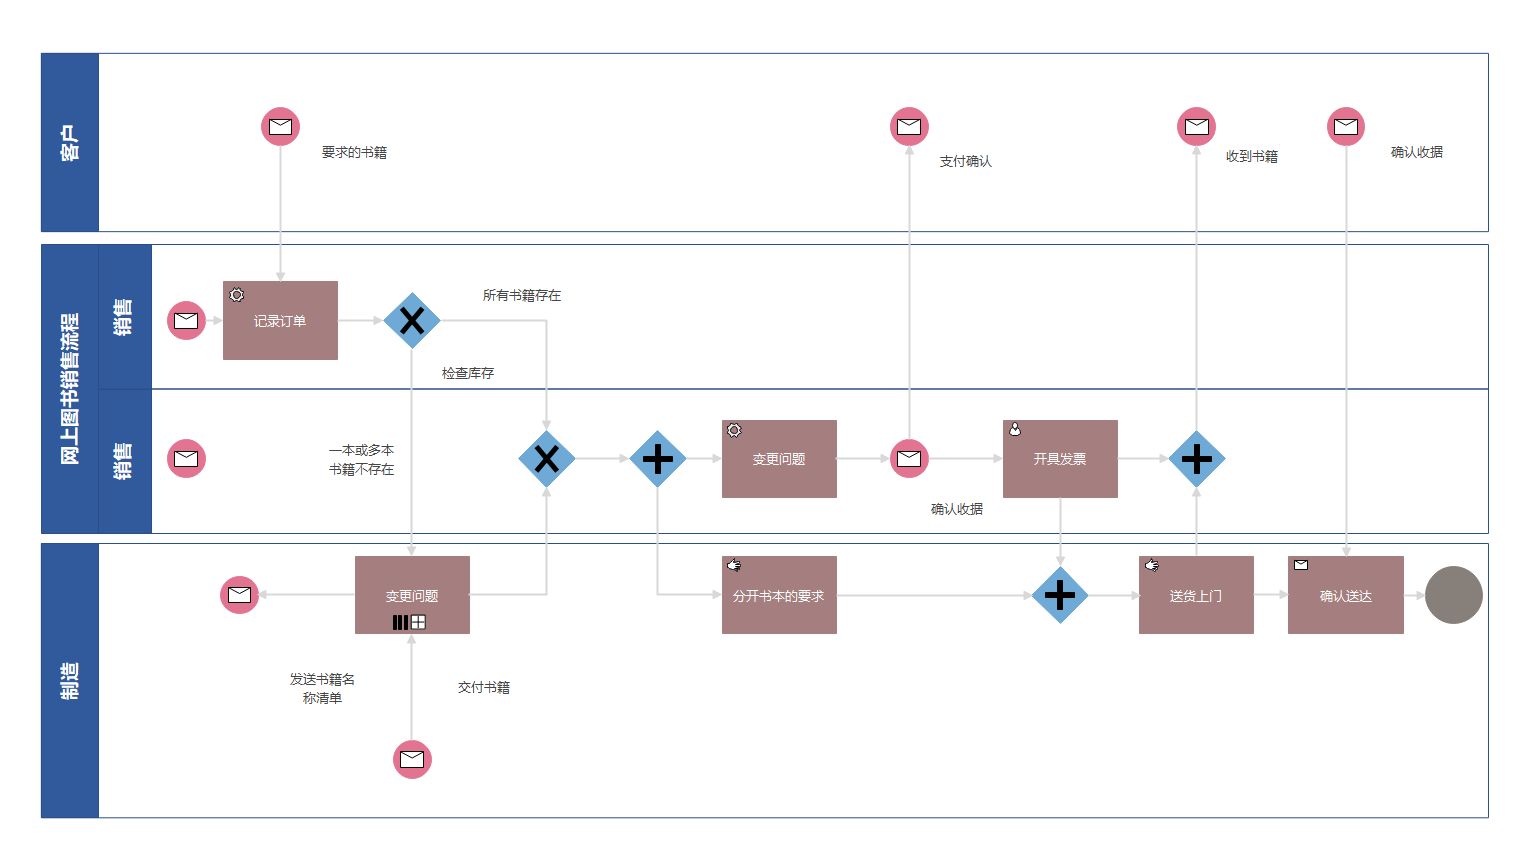 客户
要求的书籍
支付确认
收到书籍
确认收据
网上图书销售流程
销售
记录订单
所有书籍存在
检查库存
销售
一本或多本
书籍不存在
变更问题
确认收据
开具发票
制造
变更问题
分开书本的要求
送货上门
确认送达
发送书籍名
称清单
交付书籍